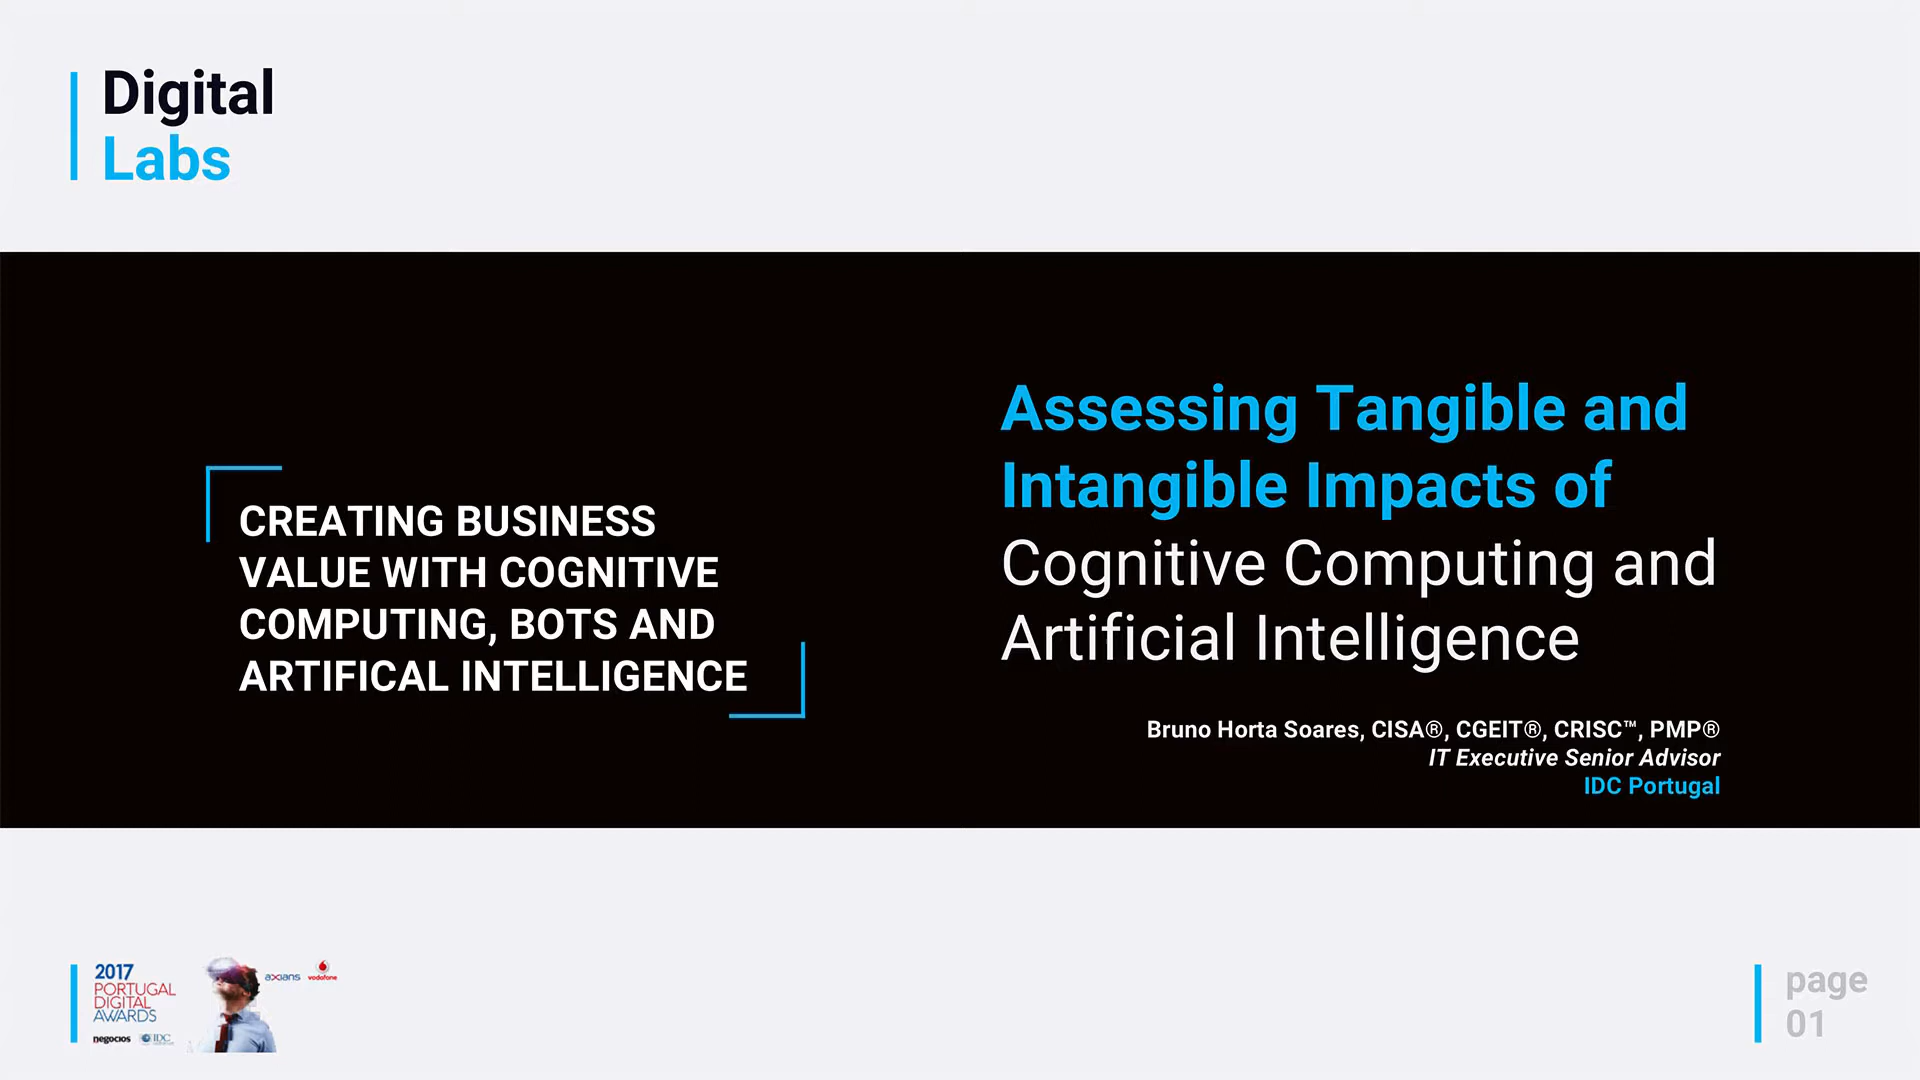 Digital
Labs
CREATING BUSINESS
VALUE WITH COGNITIVE
COMPUTING, BOTS AND
ARTIFICAL INTELLIGENCE
Assessing Tangible and
Intangible Impacts of
Cognitive Computing and
Artificial Intelligence
Bruno Horta Soares, CISA®, CGEIT®, CRISC™, PMP®
IT Executive Senior Advisor
IDC Portugal
2017
PORTUGAL
DIGITAL
AWARDS
negocios
IDC
axians
vodafone
page
01